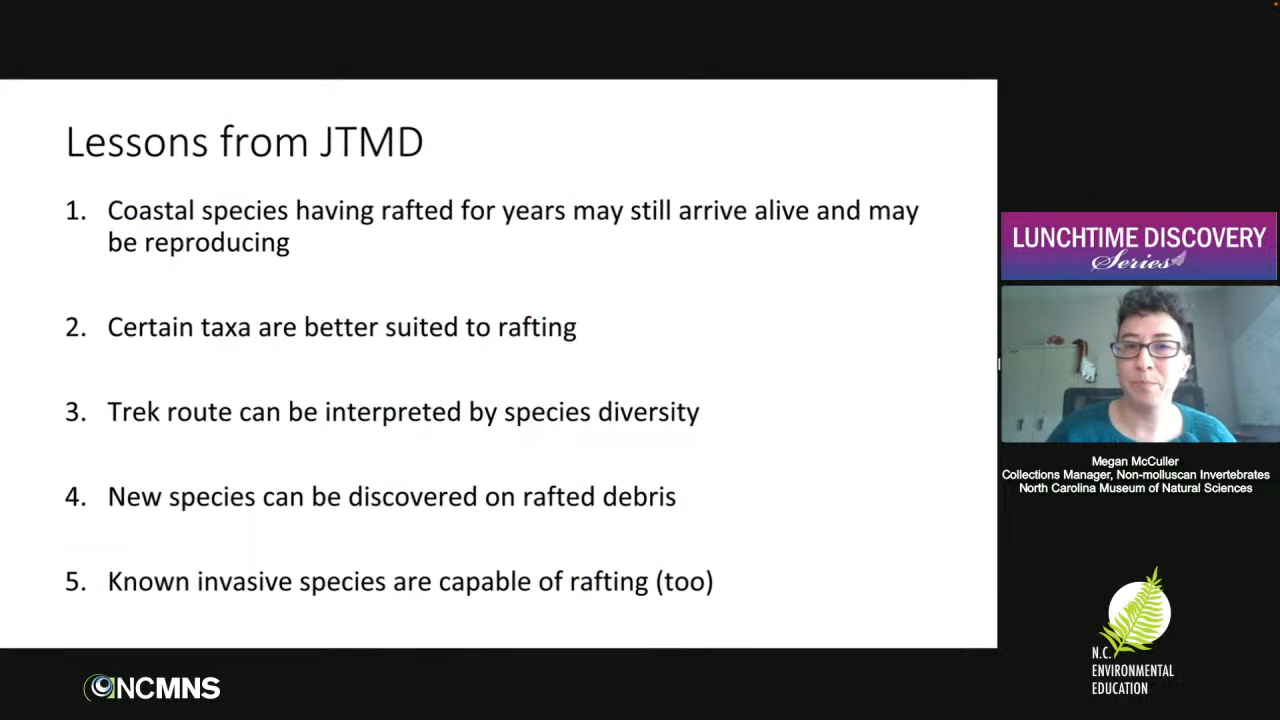 Lessons from JTMD
1. Coastal species having rafted for years may still arrive alive and may
be reproducing
2. Certain taxa are better suited to rafting
3. Trek route can be interpreted by species diversity
4. New species can be discovered on rafted debris
5. Known invasive species are capable of rafting (too)
LUNCHTIME DISCOVERY
Series
Megan McCuller
Collections Manager, Non-molluscan Invertebrates
North Carolina Museum of Natural Sciences
NCMNS
N.C.
ENVIRONMENTAL
EDUCATION